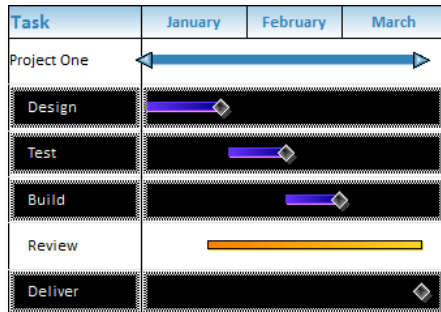 Task January February March
Project One
Design
Test
Build
Review
Deliver